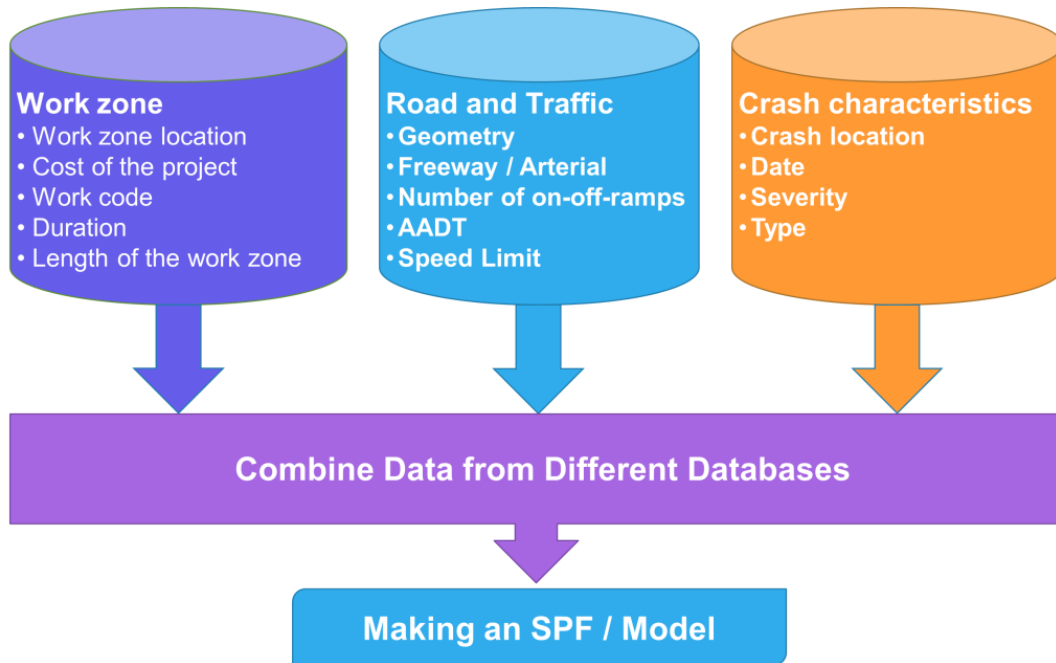 Work zone
• Work zone location
• Cost of the project
• Work code
• Duration
• Length of the work zone
Road and Traffic
• Geometry
• Freeway / Arterial
• Number of on-off-ramps
• AADT
• Speed Limit
Crash characteristics
• Crash location
• Date
• Severity
• Type
Combine Data from Different Databases
Making an SPF / Model